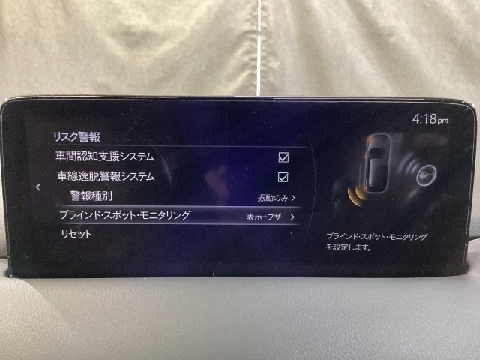 4:18pm
リスク警報
車間認知支援システム
車線逸脱警報システム
警報種別 振動のみ
ブラインド・スポット・モニタリング 表示+ブザー
リセット
ブラインド・スポット・モニタリング
を設定します。